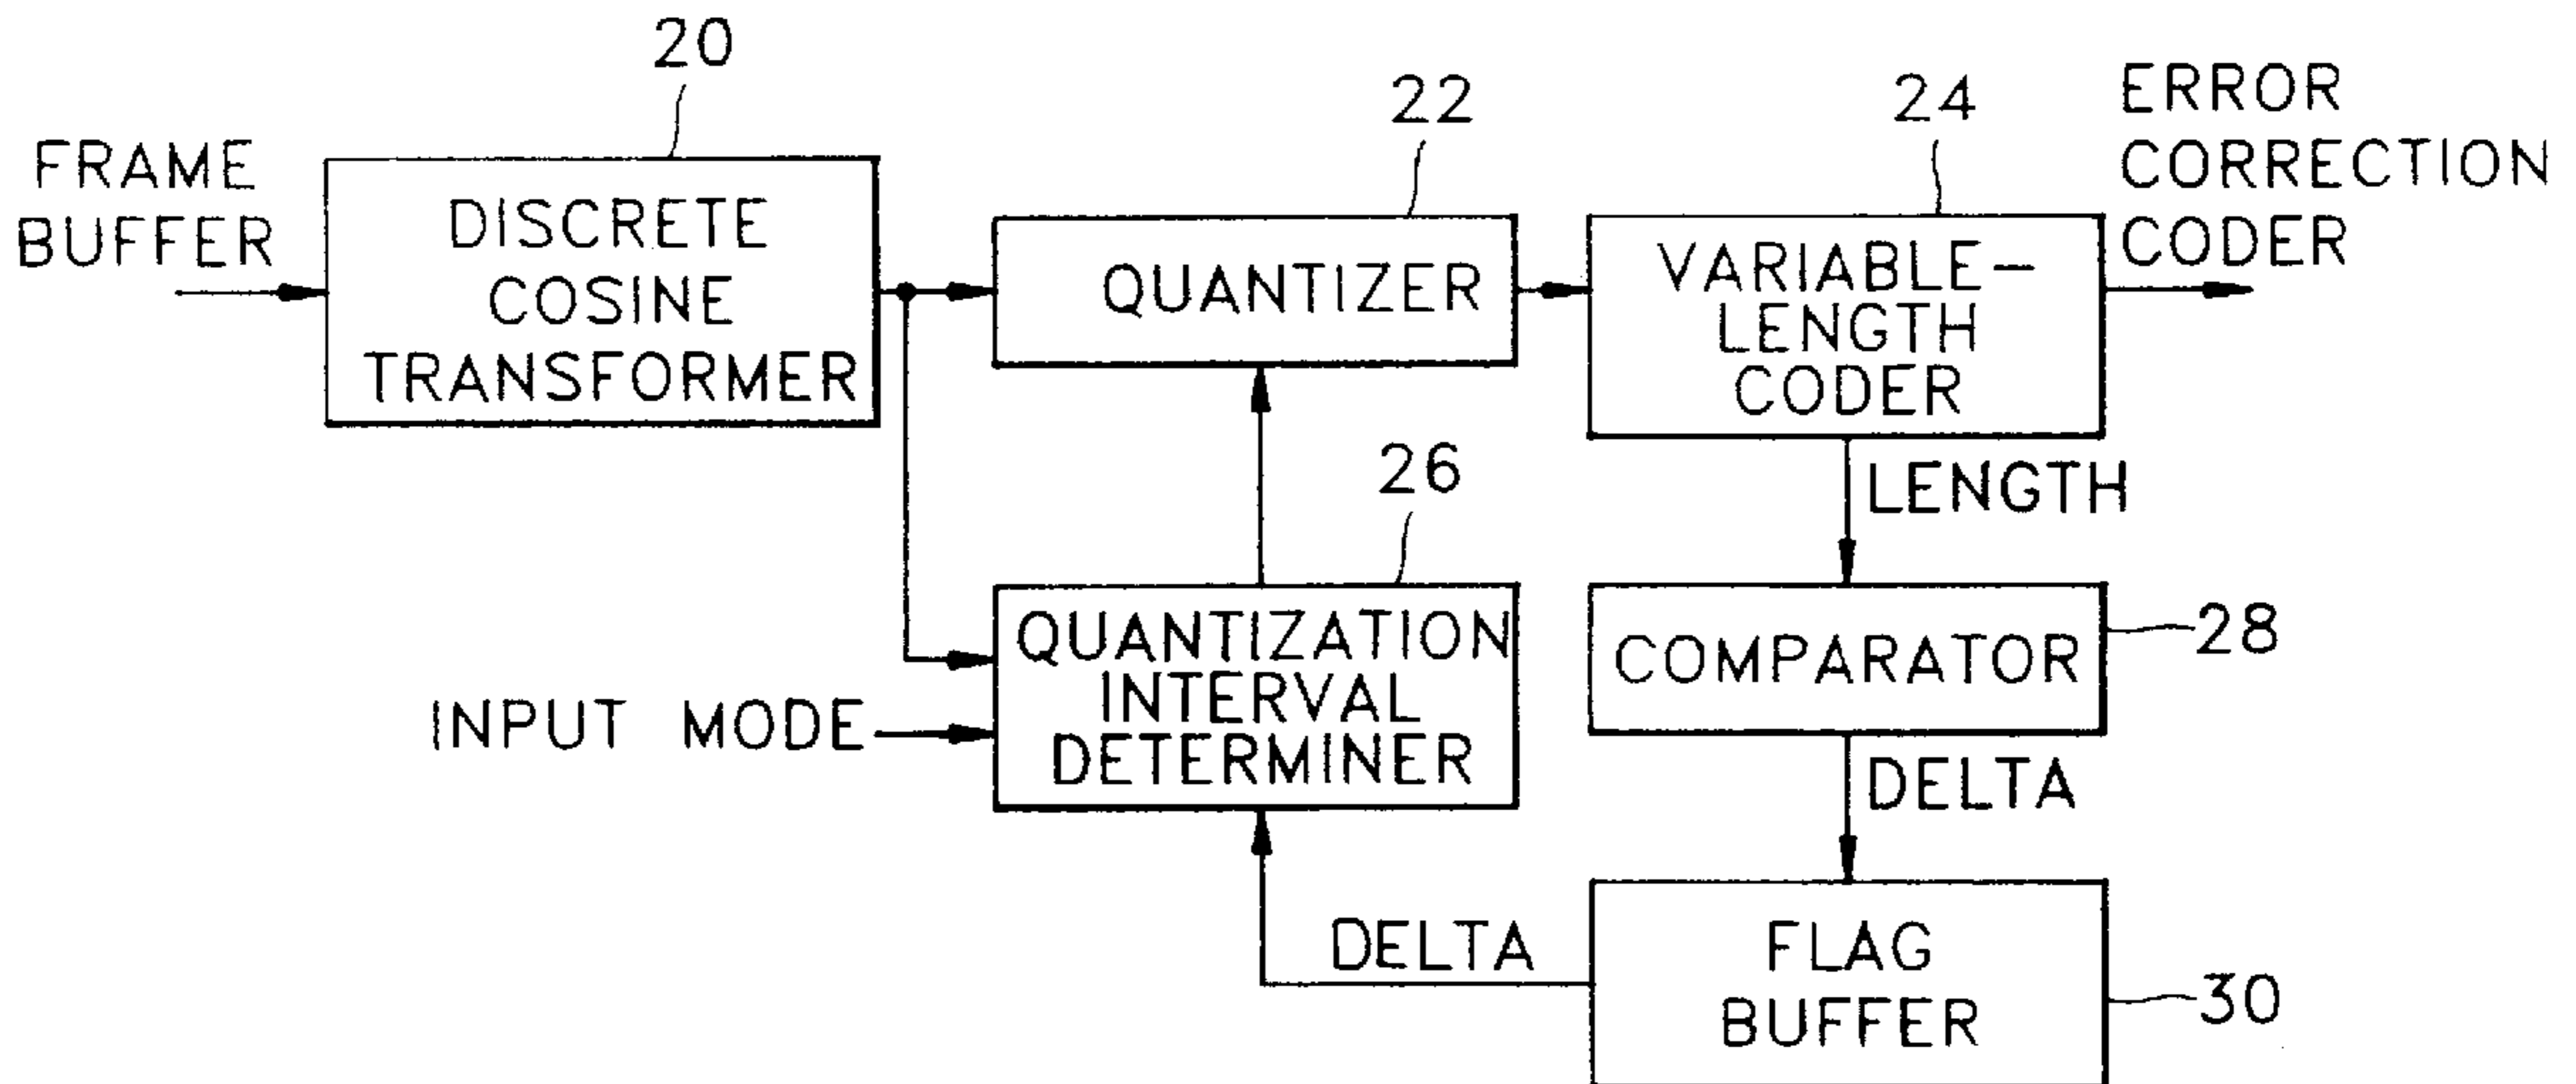 20
22
24
ERROR
CORRECTION
CODER
FRAME
BUFFER
DISCRETE
COSINE
TRANSFORMER
QUANTIZER
VARIABLE-
LENGTH
CODER
26
LENGTH
QUANTIZATION
INTERVAL
DETERMINER
INPUT MODE
COMPARATOR
28
DELTA
DELTA
FLAG
BUFFER
30